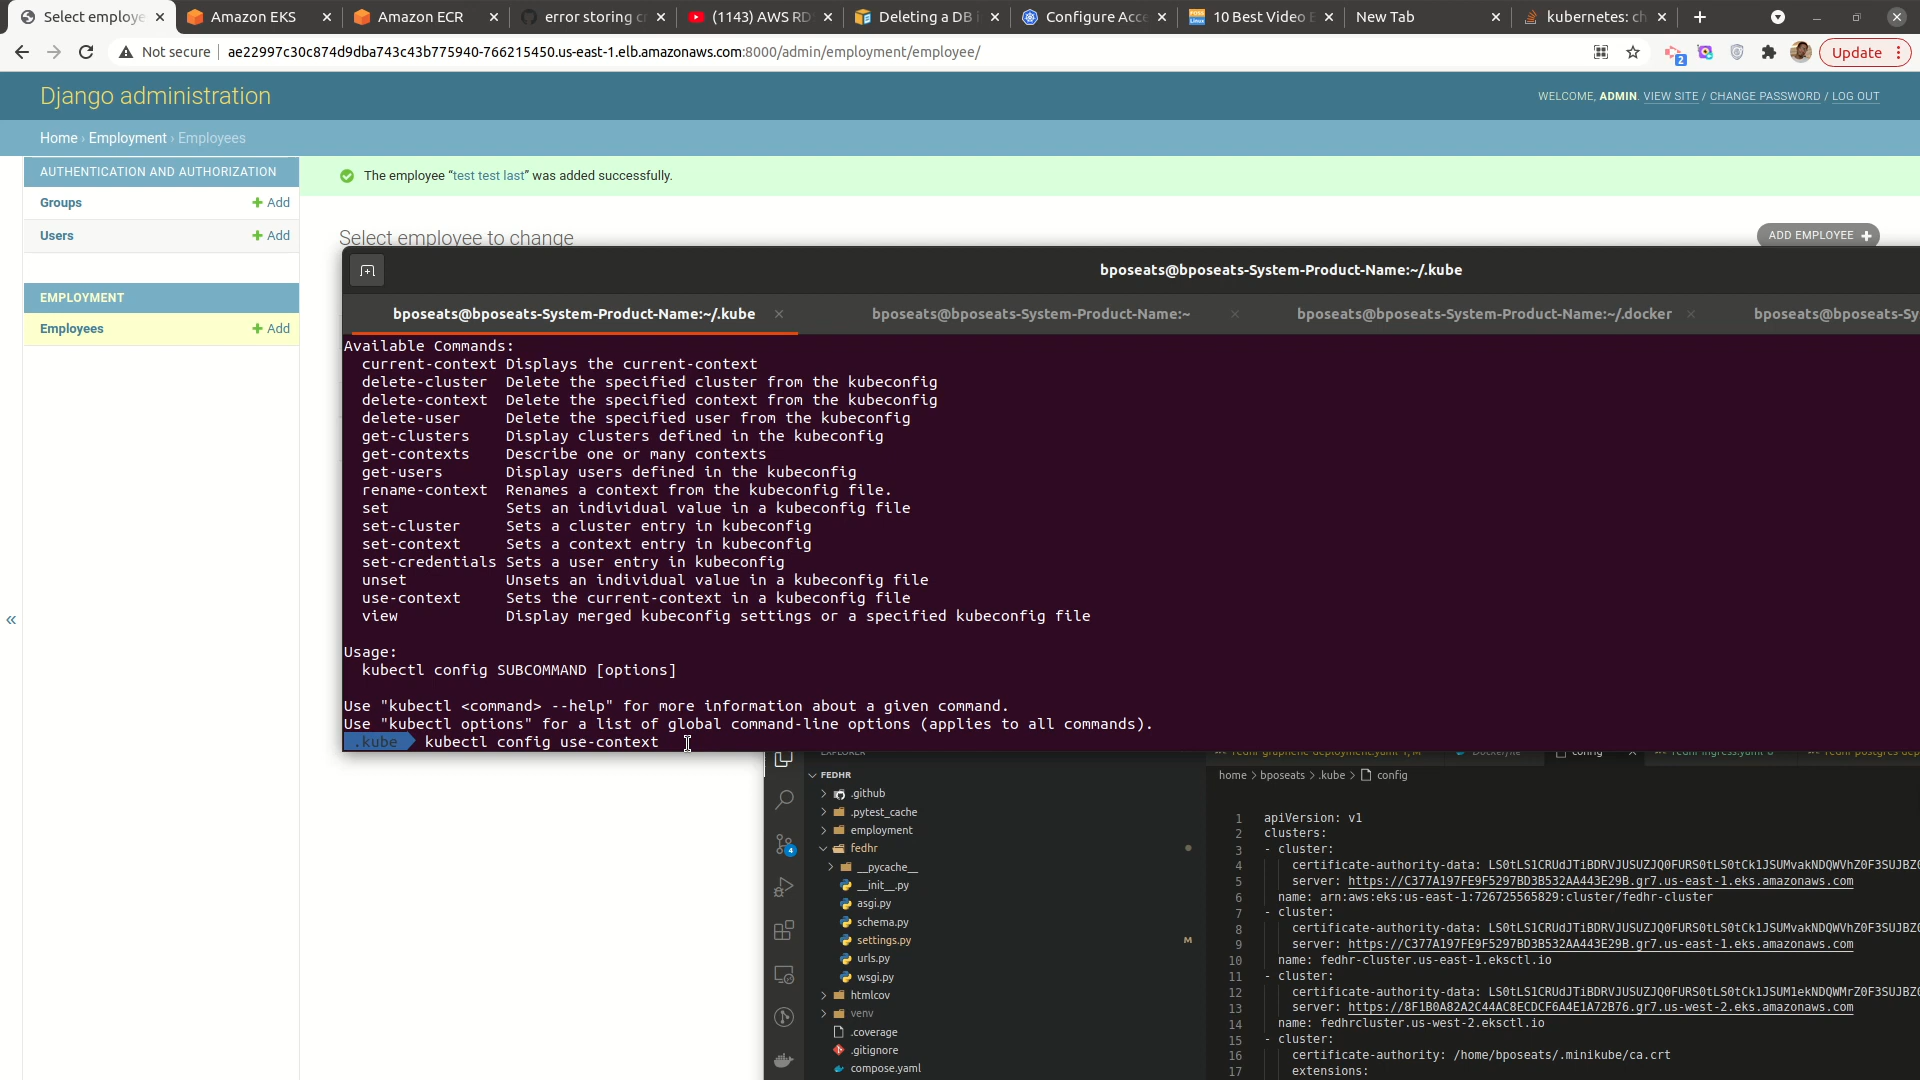 Select employe
Amazon EKS
Amazon ECR
error storing c
(1143) AWS RD
Deleting a DB i
Configure Acce
10 Best Video E
New Tab
kubernetes: ch
Not secure
ae22997c30c874d9dba743c43b775940-766215450.us-east-1.elb.amazonaws.com:8000/admin/employment/employee/
2
Update
Django administration
WELCOME, ADMIN. VIEW SITE / CHANGE PASSWORD / LOG OUT
Home › Employment › Employees
AUTHENTICATION AND AUTHORIZATION
Groups + Add
Users + Add
EMPLOYMENT
Employees + Add
«
The employee “test test last” was added successfully.
Select employee to change
ADD EMPLOYEE +
bposeats@bposeats-System-Product-Name:~/.kube
bposeats@bposeats-System-Product-Name:~/.kube
bposeats@bposeats-System-Product-Name:~
bposeats@bposeats-System-Product-Name:~/.docker
bposeats@bposeats-Sy
Available Commands:
current-context Displays the current-context
delete-cluster Delete the specified cluster from the kubeconfig
delete-context Delete the specified context from the kubeconfig
delete-user Delete the specified user from the kubeconfig
get-clusters Display clusters defined in the kubeconfig
get-contexts Describe one or many contexts
get-users Display users defined in the kubeconfig
rename-context Renames a context from the kubeconfig file.
set Sets an individual value in a kubeconfig file
set-cluster Sets a cluster entry in kubeconfig
set-context Sets a context entry in kubeconfig
set-credentials Sets a user entry in kubeconfig
unset Unsets an individual value in a kubeconfig file
use-context Sets the current-context in a kubeconfig file
view Display merged kubeconfig settings or a specified kubeconfig file
Usage:
kubectl config SUBCOMMAND [options]
Use "kubectl <command> --help" for more information about a given command.
Use "kubectl options" for a list of global command-line options (applies to all commands).
.kube kubectl config use-context
FEDHR
.github
.pytest_cache
employment
fedhr
__pycache__
__init__.py
asgi.py
schema.py
settings.py M
urls.py
wsgi.py
htmlcov
venv
.coverage
.gitignore
compose.yaml
4
home > bposeats > .kube > config
1 apiVersion: v1
2 clusters:
3 - cluster:
4 certificate-authority-data: 
5 server: https://C377A197FE9F5297BD3B532AA443E29B.gr7.us-east-1.eks.amazonaws.com
6 name: arn:aws:eks:us-east-1:726725565829:cluster/fedhr-cluster
7 - cluster:
8 certificate-authority-data: 
9 server: https://C377A197FE9F5297BD3B532AA443E29B.gr7.us-east-1.eks.amazonaws.com
10 name: fedhr-cluster.us-east-1.eksctl.io
11 - cluster:
12 certificate-authority-data: 
13 server: https://8F1B0A82A2C44AC8ECDCF6A4E1A72B76.gr7.us-west-2.eks.amazonaws.com
14 name: fedhrcluster.us-west-2.eksctl.io
15 - cluster:
16 certificate-authority: /home/bposeats/.minikube/ca.crt
17 extensions: